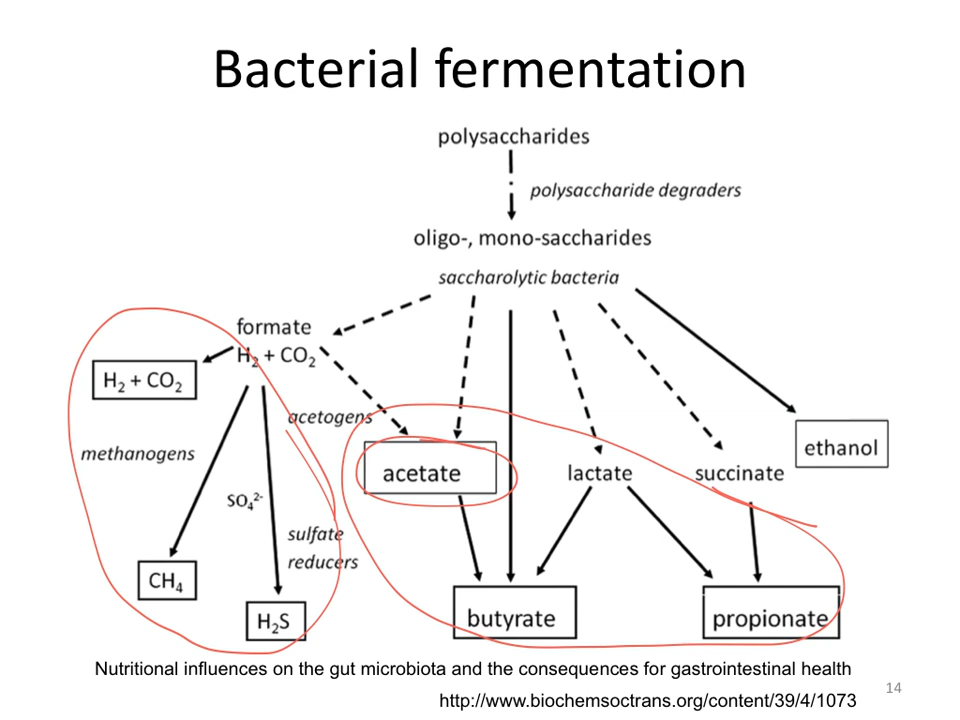 Bacterial fermentation
polysaccharides
polysaccharide degraders
oligo-, mono-saccharides
saccharolytic bacteria
formate
H₂ + CO₂
H₂ + CO₂
acetogens
ethanol
methanogens
acetate
lactate
succinate
SO₄²⁻
sulfate
reducers
CH₄
H₂S
butyrate
propionate
Nutritional influences on the gut microbiota and the consequences for gastrointestinal health
14
http://www.biochemsoctrans.org/content/39/4/1073